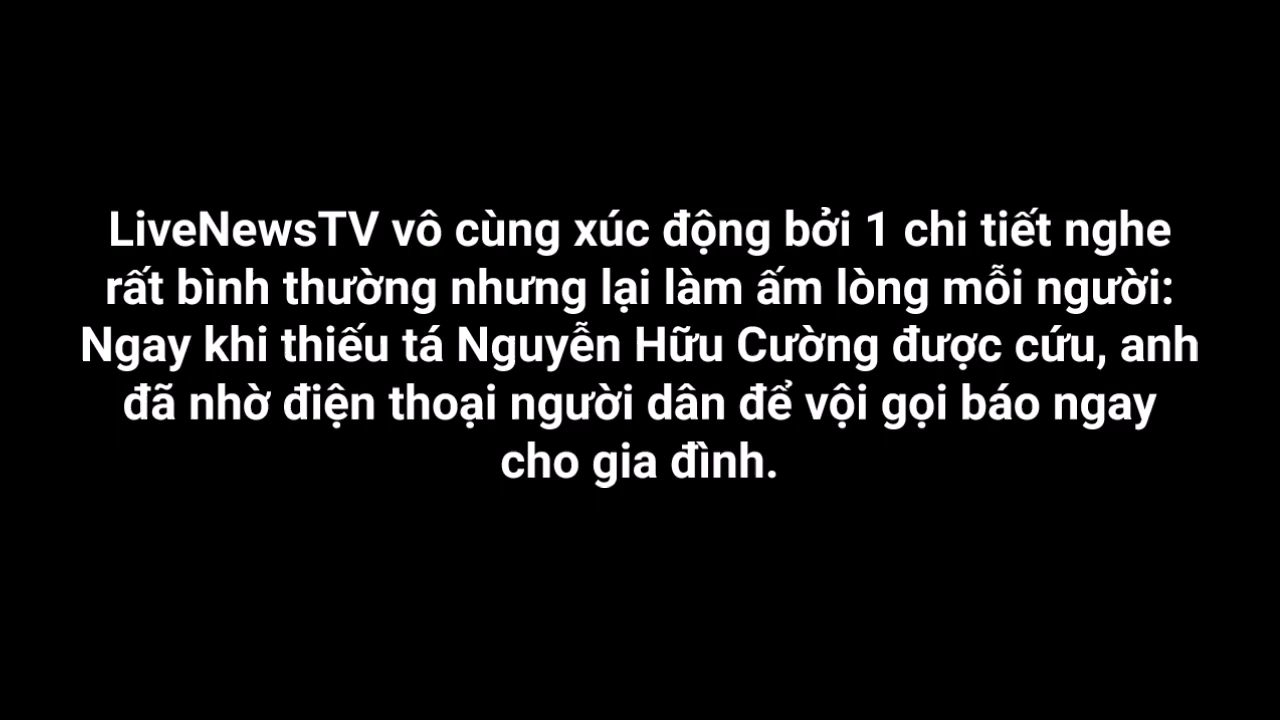 LiveNewsTV vô cùng xúc động bởi 1 chi tiết nghe
rất bình thường nhưng lại làm ấm lòng mỗi người:
Ngay khi thiếu tá Nguyễn Hữu Cường được cứu, anh
đã nhờ điện thoại người dân để vội gọi báo ngay
cho gia đình.